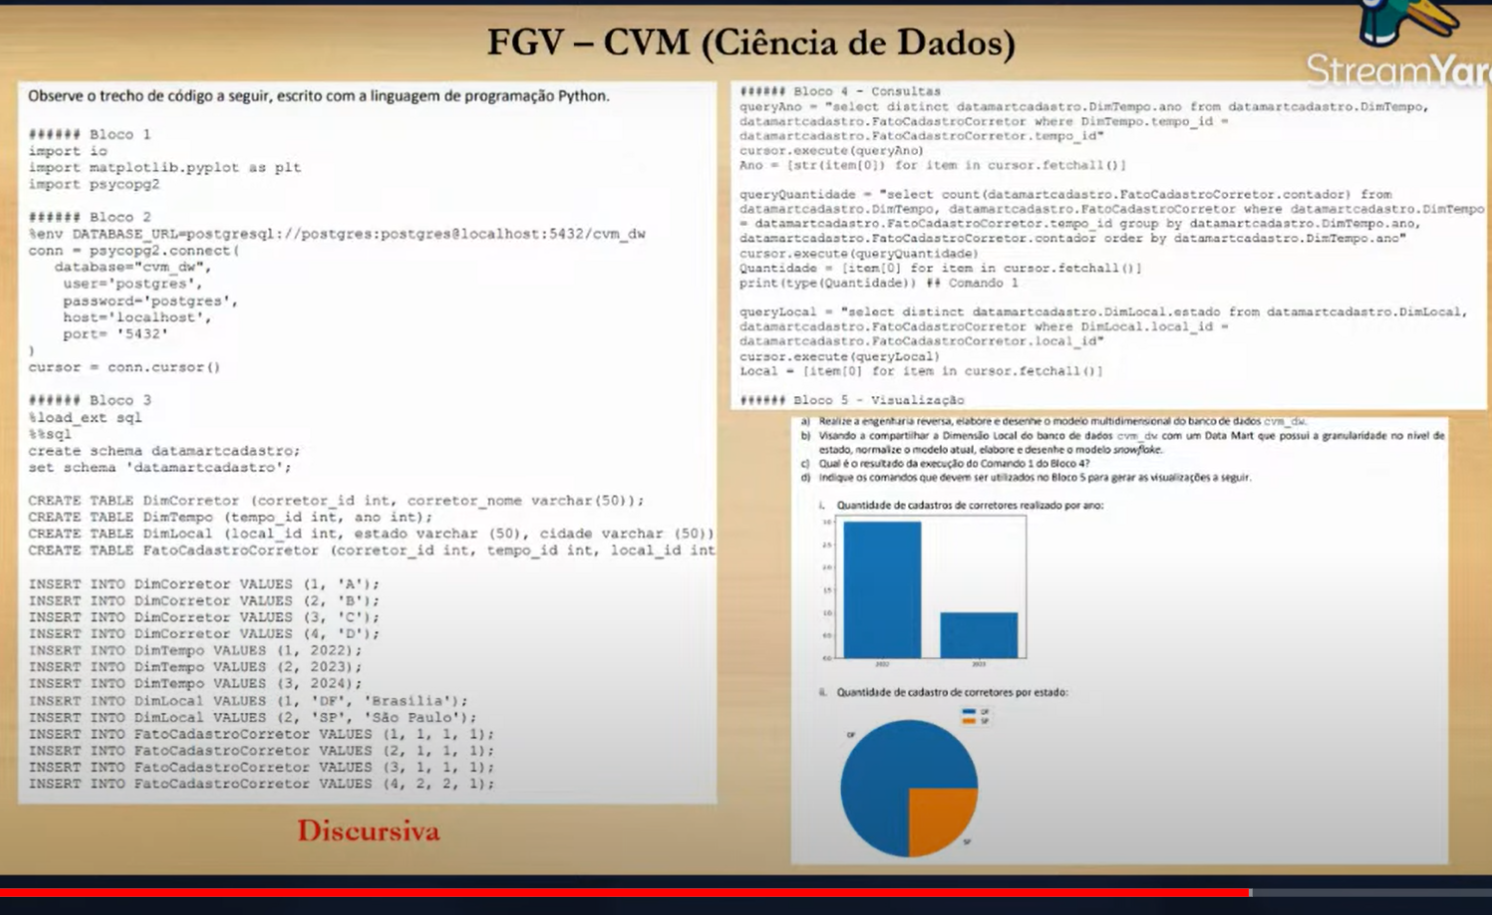 FGV – CVM (Ciência de Dados)
StreamYar
Observe o trecho de código a seguir, escrito com a linguagem de programação Python.
###### Bloco 1
import io
import matplotlib.pyplot as plt
import psycopg2
###### Bloco 2
%env DATABASE_URL=postgresql://postgres:postgres@localhost:5432/cvm_dw
conn = psycopg2.connect(
database="cvm_dw",
user='postgres',
password='postgres',
host='localhost',
port= '5432'
)
cursor = conn.cursor()
###### Bloco 3
%load_ext sql
%%sql
create schema datamartcadastro;
set schema 'datamartcadastro';
CREATE TABLE DimCorretor (corretor_id int, corretor_nome varchar(50));
CREATE TABLE DimTempo (tempo_id int, ano int);
CREATE TABLE DimLocal (local_id int, estado varchar (50), cidade varchar (50))
CREATE TABLE FatoCadastroCorretor (corretor_id int, tempo_id int, local_id int
INSERT INTO DimCorretor VALUES (1, 'A');
INSERT INTO DimCorretor VALUES (2, 'B');
INSERT INTO DimCorretor VALUES (3, 'C');
INSERT INTO DimCorretor VALUES (4, 'D');
INSERT INTO DimTempo VALUES (1, 2022);
INSERT INTO DimTempo VALUES (2, 2023);
INSERT INTO DimTempo VALUES (3, 2024);
INSERT INTO DimLocal VALUES (1, 'DF', 'Brasília');
INSERT INTO DimLocal VALUES (2, 'SP', 'São Paulo');
INSERT INTO FatoCadastroCorretor VALUES (1, 1, 1, 1);
INSERT INTO FatoCadastroCorretor VALUES (2, 1, 1, 1);
INSERT INTO FatoCadastroCorretor VALUES (3, 1, 1, 1);
INSERT INTO FatoCadastroCorretor VALUES (4, 2, 2, 1);
Discursiva
###### Bloco 4 - Consultas
queryAno = "select distinct datamartcadastro.DimTempo.ano from datamartcadastro.DimTempo,
datamartcadastro.FatoCadastroCorretor where DimTempo.tempo_id =
datamartcadastro.FatoCadastroCorretor.tempo_id"
cursor.execute(queryAno)
Ano = [str(item[0]) for item in cursor.fetchall()]
queryQuantidade = "select count(datamartcadastro.FatoCadastroCorretor.contador) from
datamartcadastro.DimTempo, datamartcadastro.FatoCadastroCorretor where datamartcadastro.DimTempo
= datamartcadastro.FatoCadastroCorretor.tempo_id group by datamartcadastro.DimTempo.ano,
datamartcadastro.FatoCadastroCorretor.contador order by datamartcadastro.DimTempo.ano"
cursor.execute(queryQuantidade)
Quantidade = [item[0] for item in cursor.fetchall()]
print(type(Quantidade)) ## Comando 1
queryLocal = "select distinct datamartcadastro.DimLocal.estado from datamartcadastro.DimLocal,
datamartcadastro.FatoCadastroCorretor where DimLocal.local_id =
datamartcadastro.FatoCadastroCorretor.local_id"
cursor.execute(queryLocal)
Local = [item[0] for item in cursor.fetchall()]
###### Bloco 5 - Visualização
a) Realize a engenharia reversa, elabore e desenhe o modelo multidimensional do banco de dados cvm_dw.
b) Visando a compartilhar a Dimensão Local do banco de dados cvm_dw com um Data Mart que possui a granularidade no nível de
estado, normalize o modelo atual, elabore e desenhe o modelo snowflake.
c) Qual é o resultado da execução do Comando 1 do Bloco 4?
d) Indique os comandos que devem ser utilizados no Bloco 5 para gerar as visualizações a seguir.
i. Quantidade de cadastros de corretores realizado por ano:
3.0
2.5
2.0
1.5
1.0
0.5
0.0
2022 2023
ii. Quantidade de cadastro de corretores por estado:
DF
SP
DF
SP